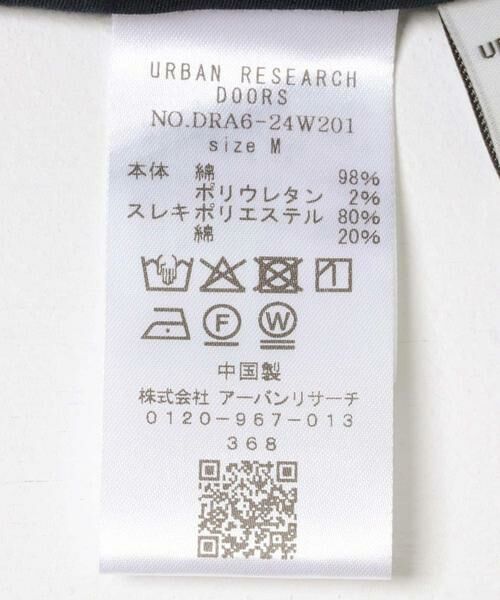 URBAN RESEARCH
DOORS
NO.DRA6-24W201
size M
本体 綿 98%
ポリウレタン 2%
スレキ ポリエステル 80%
綿 20%
F W
中国製
株式会社 アーバンリサーチ
0120-967-013
368
U